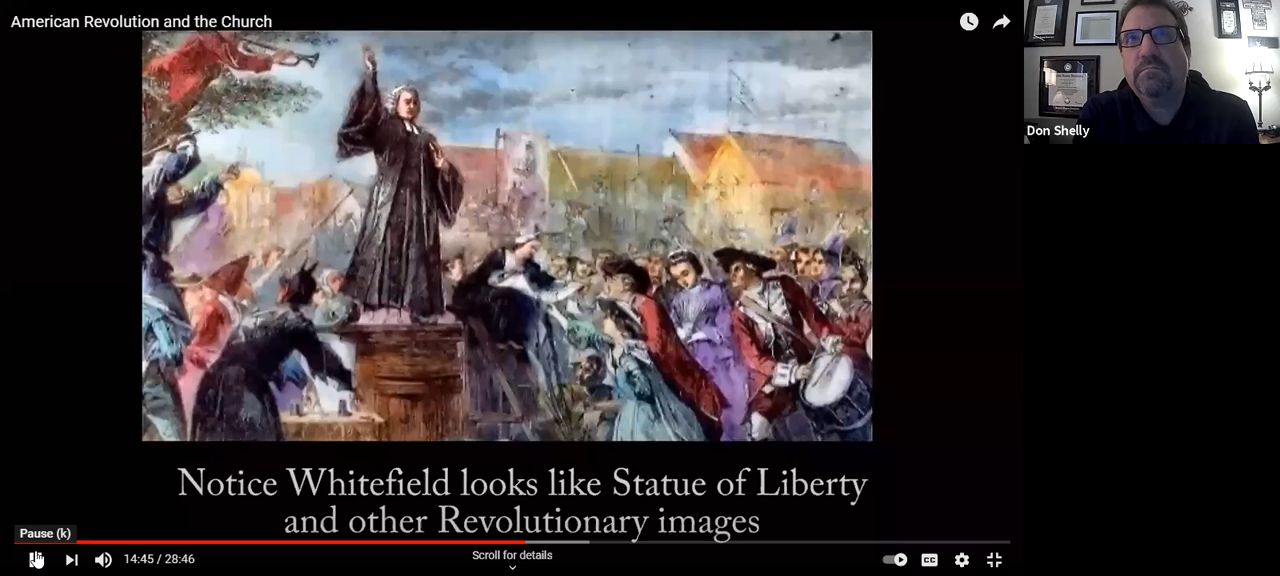 American Revolution and the Church
Don Shelly
Notice Whitefield looks like Statue of Liberty
and other Revolutionary images
Pause (k)
14:45 / 28:46
Scroll for details
CC